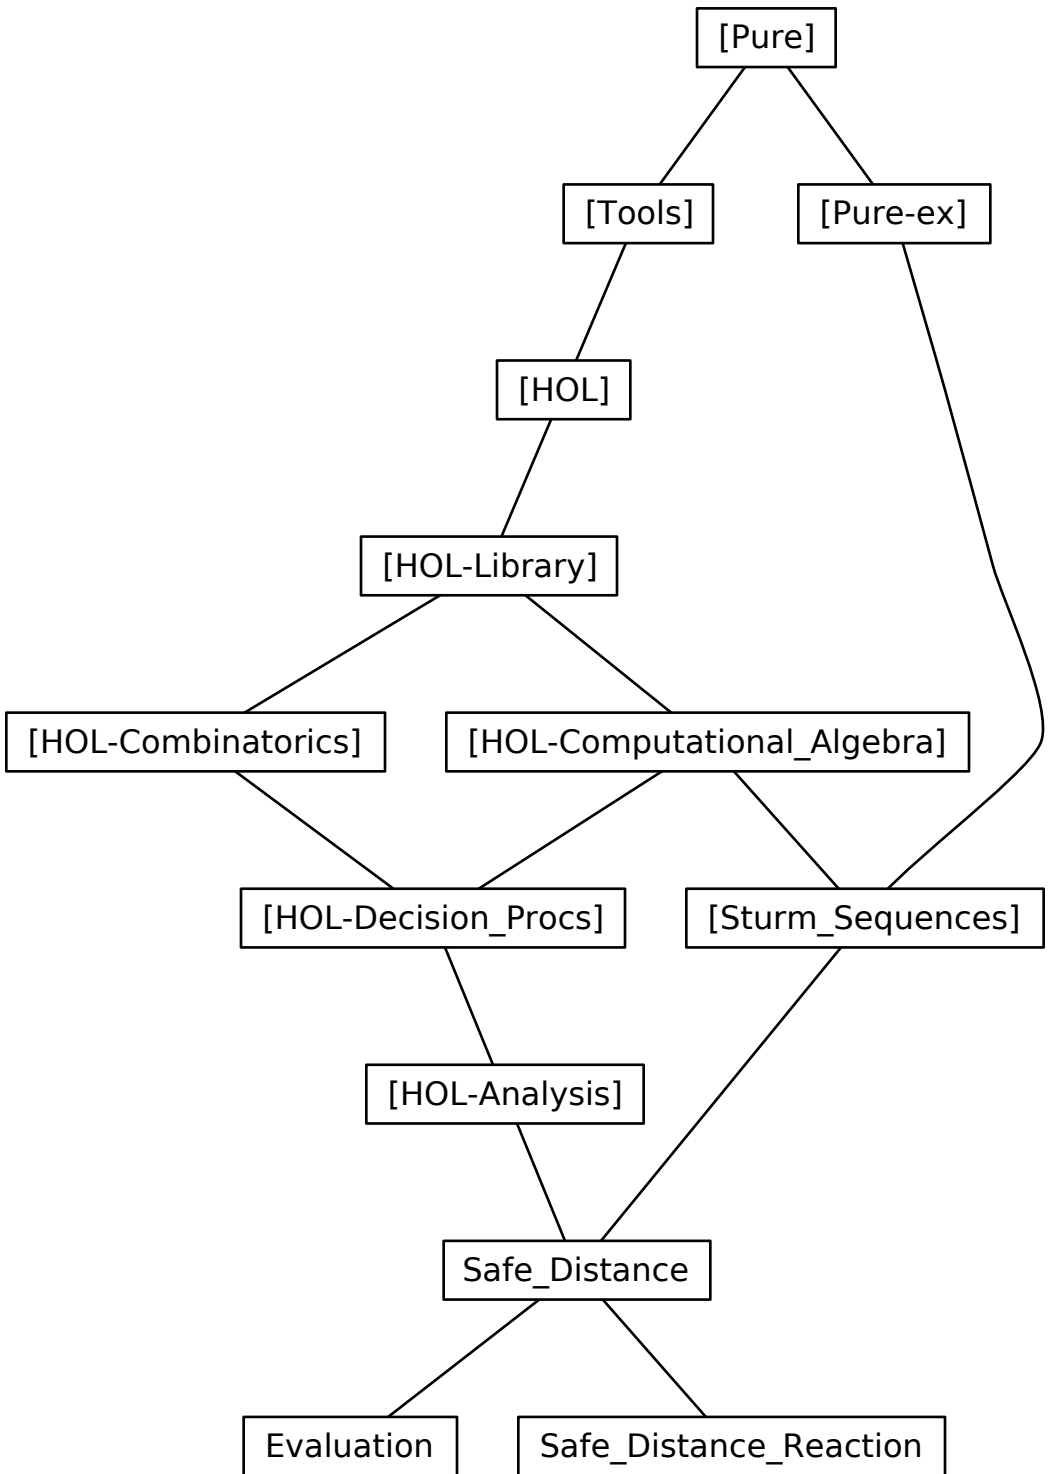 [Pure]
[Tools]
[Pure-ex]
[HOL]
[HOL-Library]
[HOL-Combinatorics]
[HOL-Computational_Algebra]
[HOL-Decision_Procs]
[Sturm_Sequences]
[HOL-Analysis]
Safe_Distance
Evaluation
Safe_Distance_Reaction